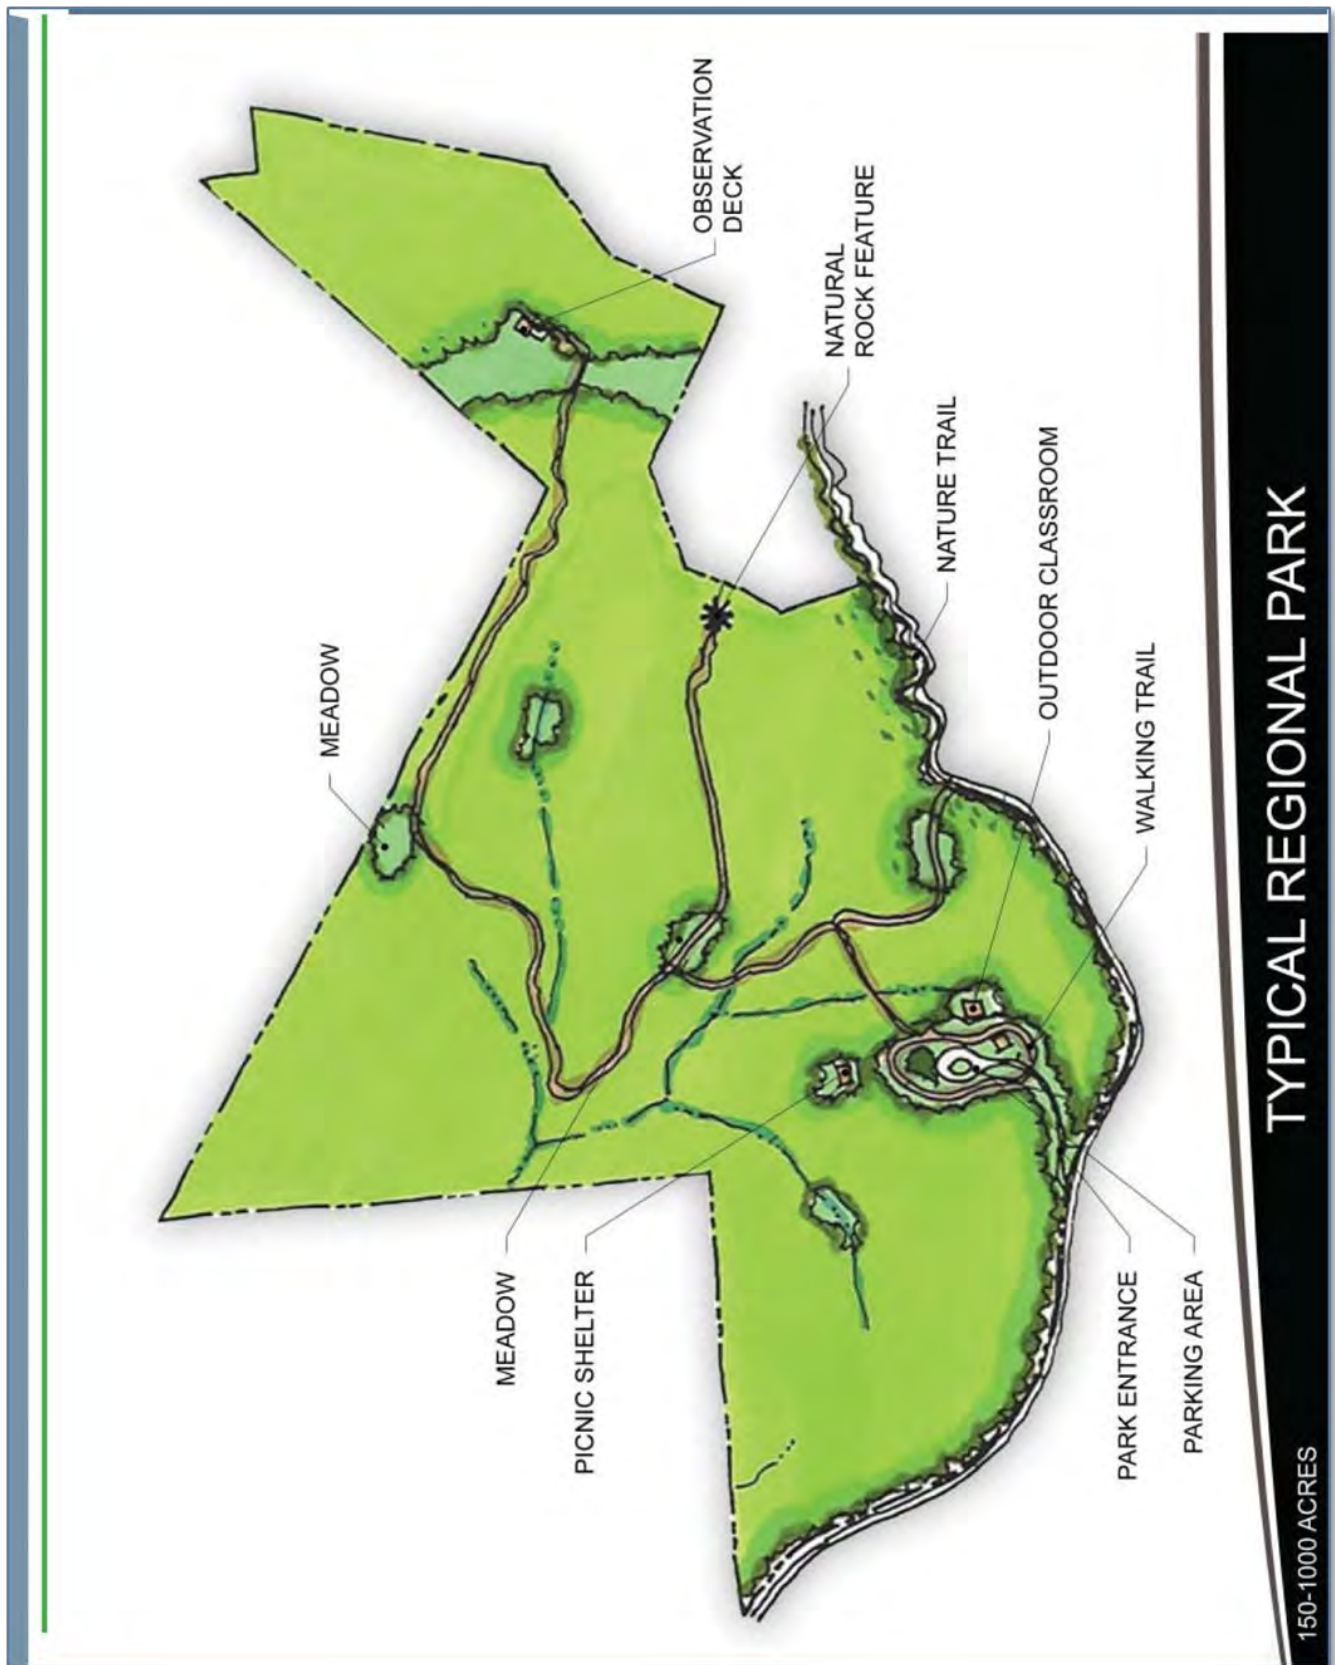 MEADOW
OBSERVATION
DECK
NATURAL
ROCK FEATURE
NATURE TRAIL
OUTDOOR CLASSROOM
WALKING TRAIL
MEADOW
PICNIC SHELTER
PARK ENTRANCE
PARKING AREA
150-1000 ACRES
TYPICAL REGIONAL PARK